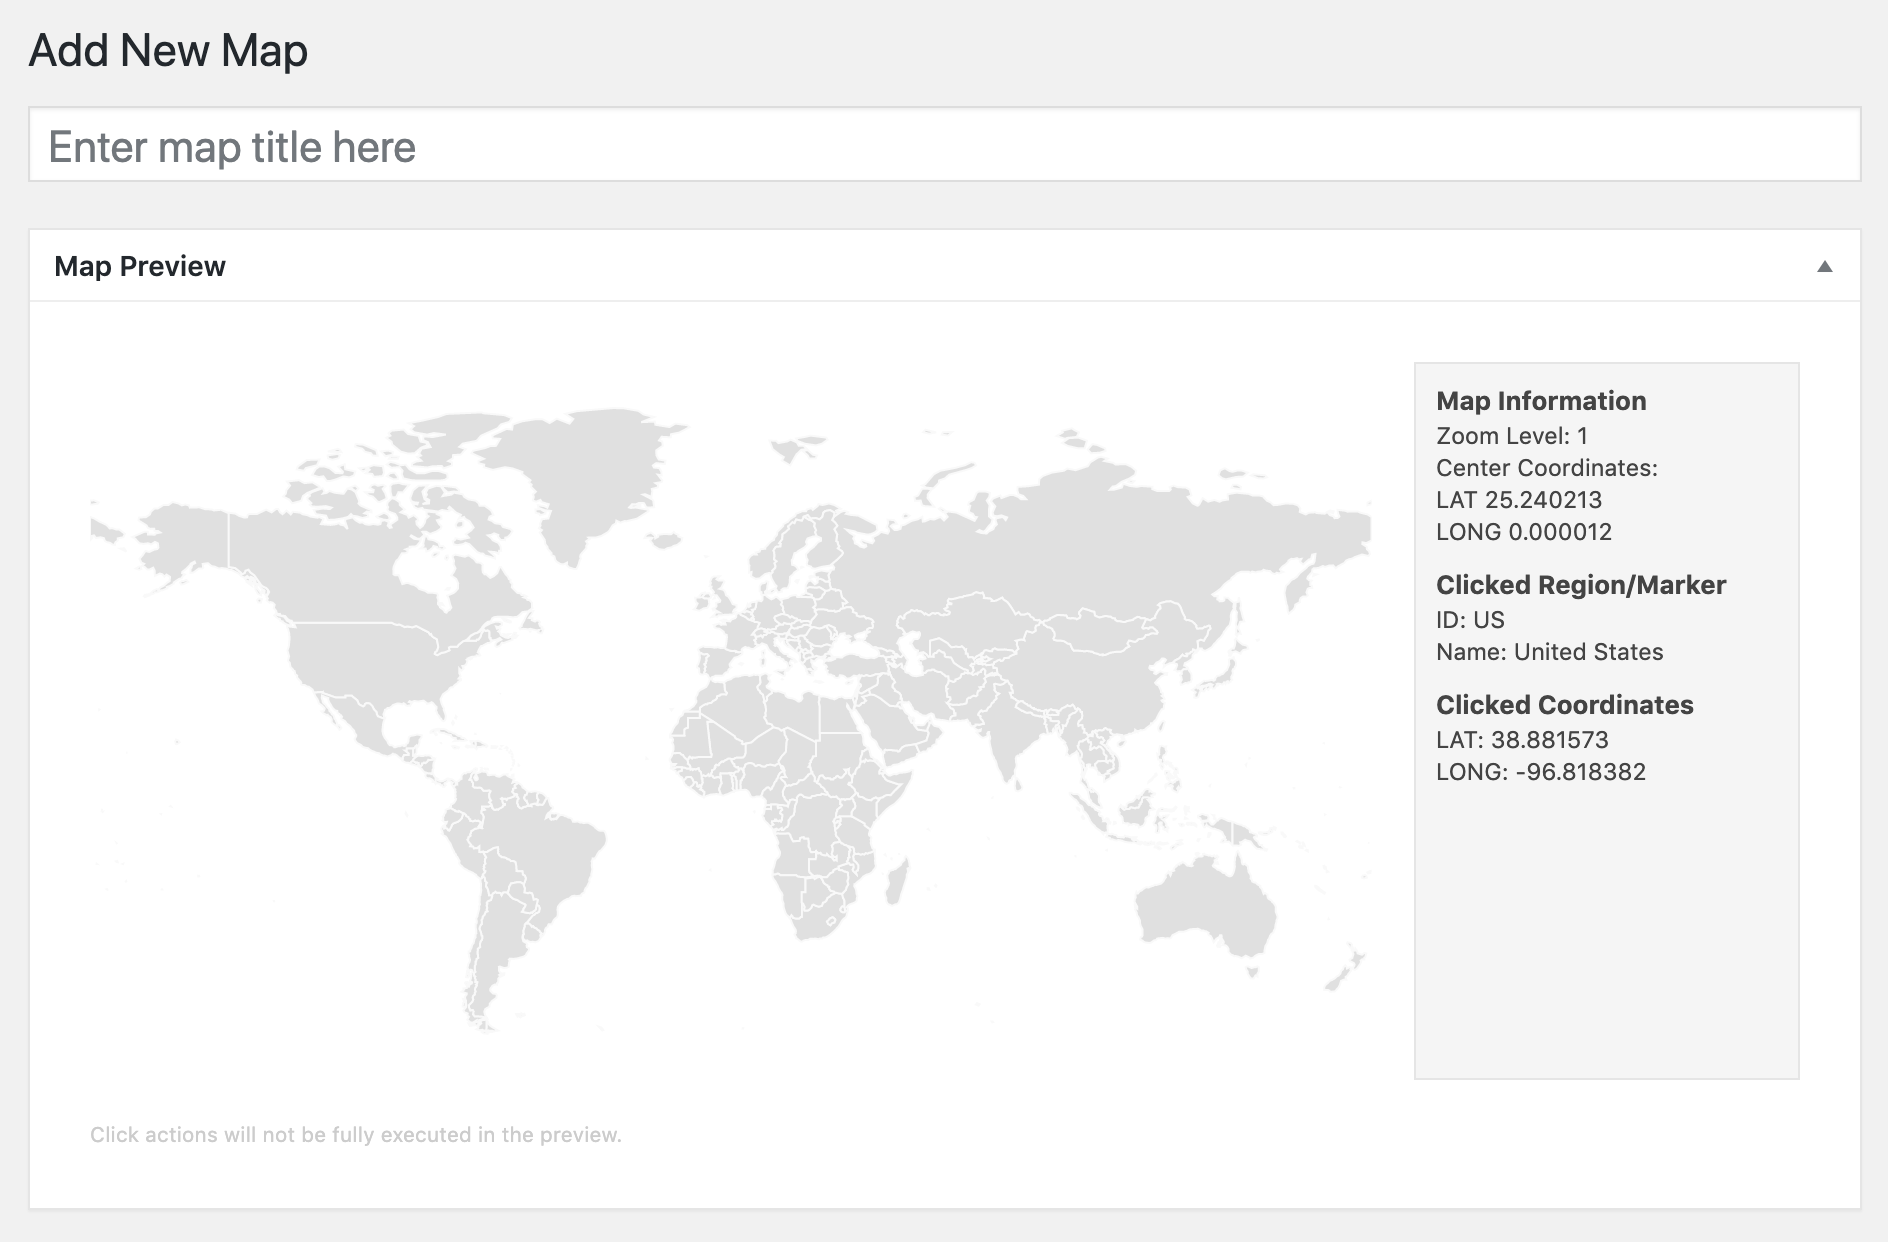 Add New Map
Enter map title here
Map Preview
Map Information
Zoom Level: 1
Center Coordinates:
LAT 25.240213
LONG 0.000012
Clicked Region/Marker
ID: US
Name: United States
Clicked Coordinates
LAT: 38.881573
LONG: -96.818382
Click actions will not be fully executed in the preview.